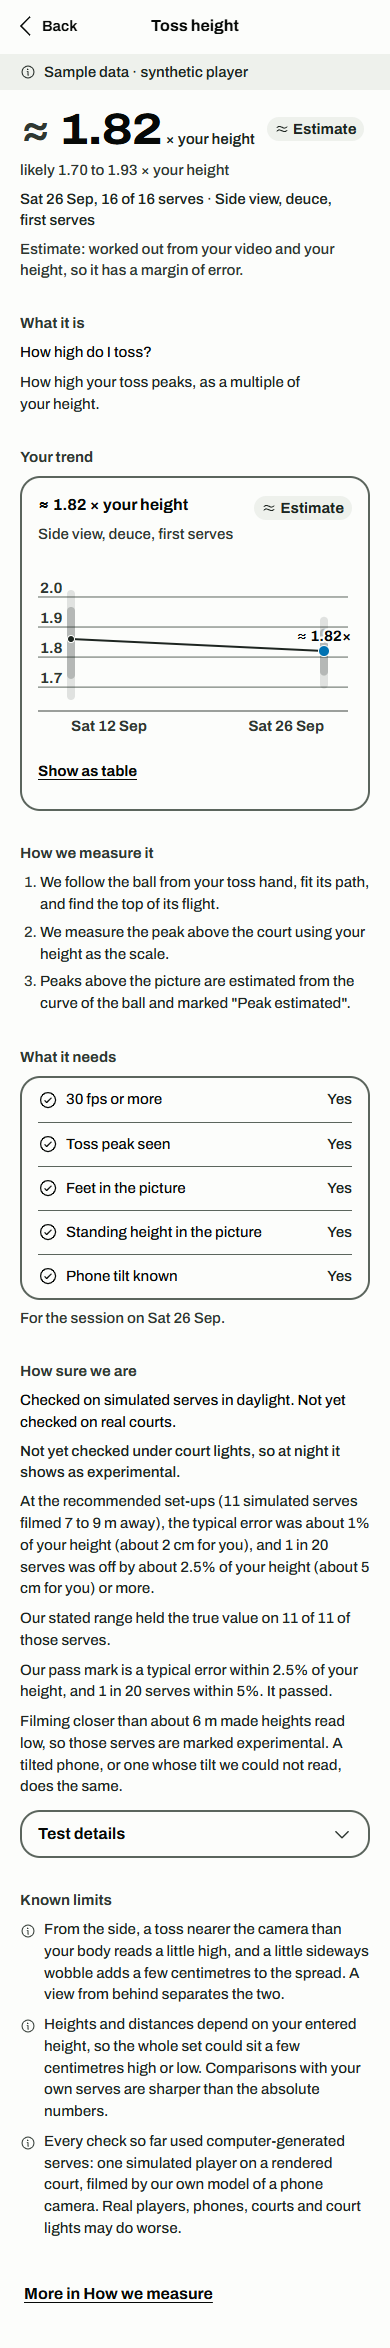 Back
Toss height
Sample data · synthetic player
≈ 1.82 × your height
≈ Estimate
likely 1.70 to 1.93 × your height
Sat 26 Sep, 16 of 16 serves · Side view, deuce,
first serves
Estimate: worked out from your video and your
height, so it has a margin of error.
What it is
How high do I toss?
How high your toss peaks, as a multiple of
your height.
Your trend
≈ 1.82 × your height
≈ Estimate
Side view, deuce, first serves
2.0
1.9
≈ 1.82×
1.8
1.7
Sat 12 Sep
Sat 26 Sep
Show as table
How we measure it
1. We follow the ball from your toss hand, fit its path,
and find the top of its flight.
2. We measure the peak above the court using your
height as the scale.
3. Peaks above the picture are estimated from the
curve of the ball and marked "Peak estimated".
What it needs
30 fps or more Yes
Toss peak seen Yes
Feet in the picture Yes
Standing height in the picture Yes
Phone tilt known Yes
For the session on Sat 26 Sep.
How sure we are
Checked on simulated serves in daylight. Not yet
checked on real courts.
Not yet checked under court lights, so at night it
shows as experimental.
At the recommended set-ups (11 simulated serves
filmed 7 to 9 m away), the typical error was about 1%
of your height (about 2 cm for you), and 1 in 20
serves was off by about 2.5% of your height (about 5
cm for you) or more.
Our stated range held the true value on 11 of 11 of
those serves.
Our pass mark is a typical error within 2.5% of your
height, and 1 in 20 serves within 5%. It passed.
Filming closer than about 6 m made heights read
low, so those serves are marked experimental. A
tilted phone, or one whose tilt we could not read,
does the same.
Test details
Known limits
From the side, a toss nearer the camera than
your body reads a little high, and a little sideways
wobble adds a few centimetres to the spread. A
view from behind separates the two.
Heights and distances depend on your entered
height, so the whole set could sit a few
centimetres high or low. Comparisons with your
own serves are sharper than the absolute
numbers.
Every check so far used computer-generated
serves: one simulated player on a rendered
court, filmed by our own model of a phone
camera. Real players, phones, courts and court
lights may do worse.
More in How we measure